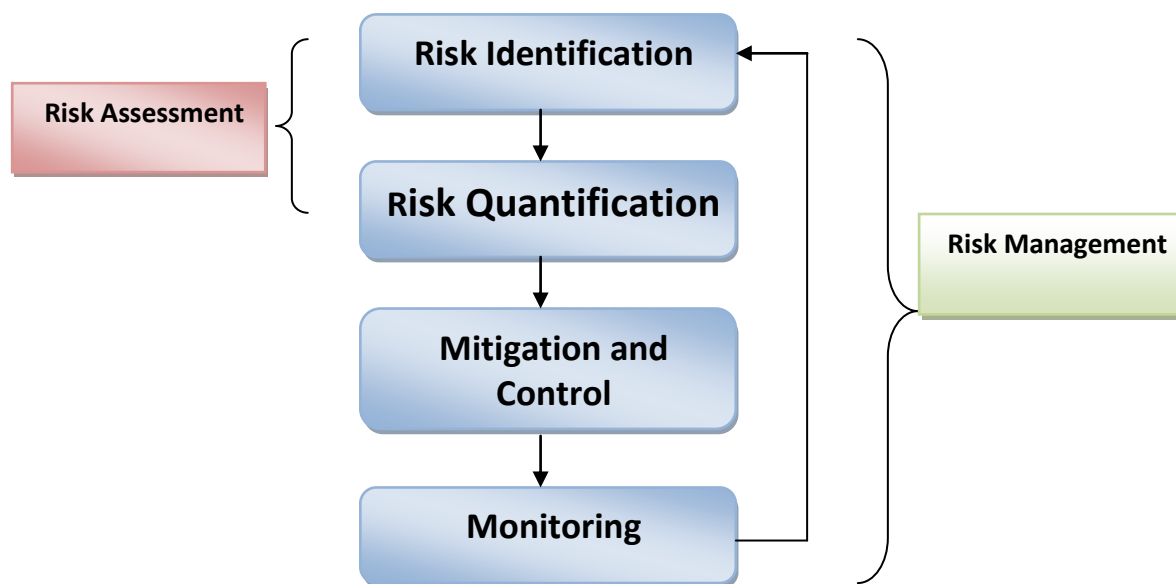 Risk Identification
Risk Assessment
Risk Quantification
Risk Management
Mitigation and
Control
Monitoring